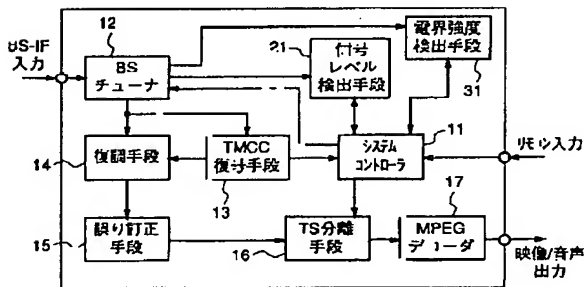 12
BS-IF
入力
BS
チューナ
21
付号
レベル
検出手段
電界強度
検出手段
31
11
システム
コントローラ
リモコン入力
14
復調手段
TMCC
復号手段
13
17
15
誤り訂正
手段
16
TS分離
手段
MPEG
デコーダ
映像/音声
出力